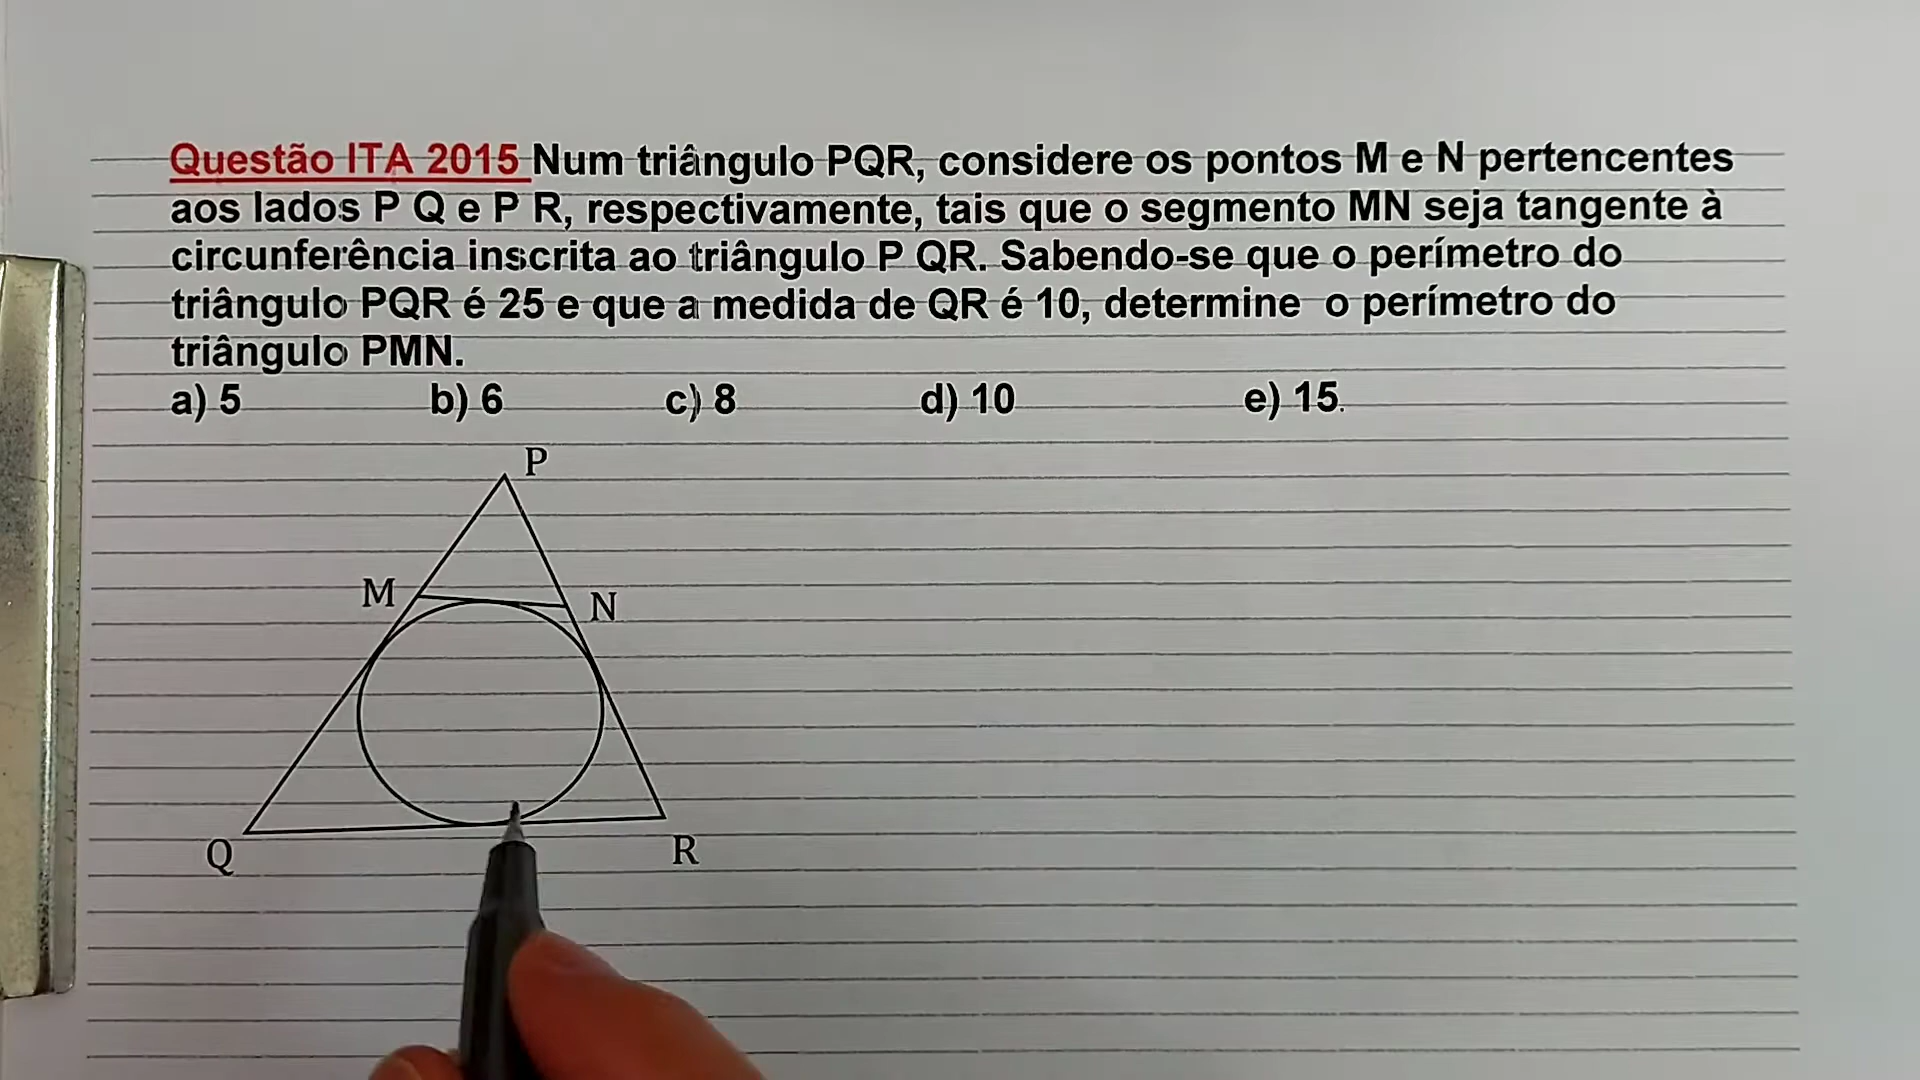 Questão ITA 2015 Num triângulo PQR, considere os pontos M e N pertencentes
aos lados P Q e P R, respectivamente, tais que o segmento MN seja tangente à
circunferência inscrita ao triângulo P QR. Sabendo-se que o perímetro do
triângulo PQR é 25 e que a medida de QR é 10, determine o perímetro do
triângulo PMN.
a) 5 b) 6 c) 8 d) 10 e) 15.
P
M
N
Q
R